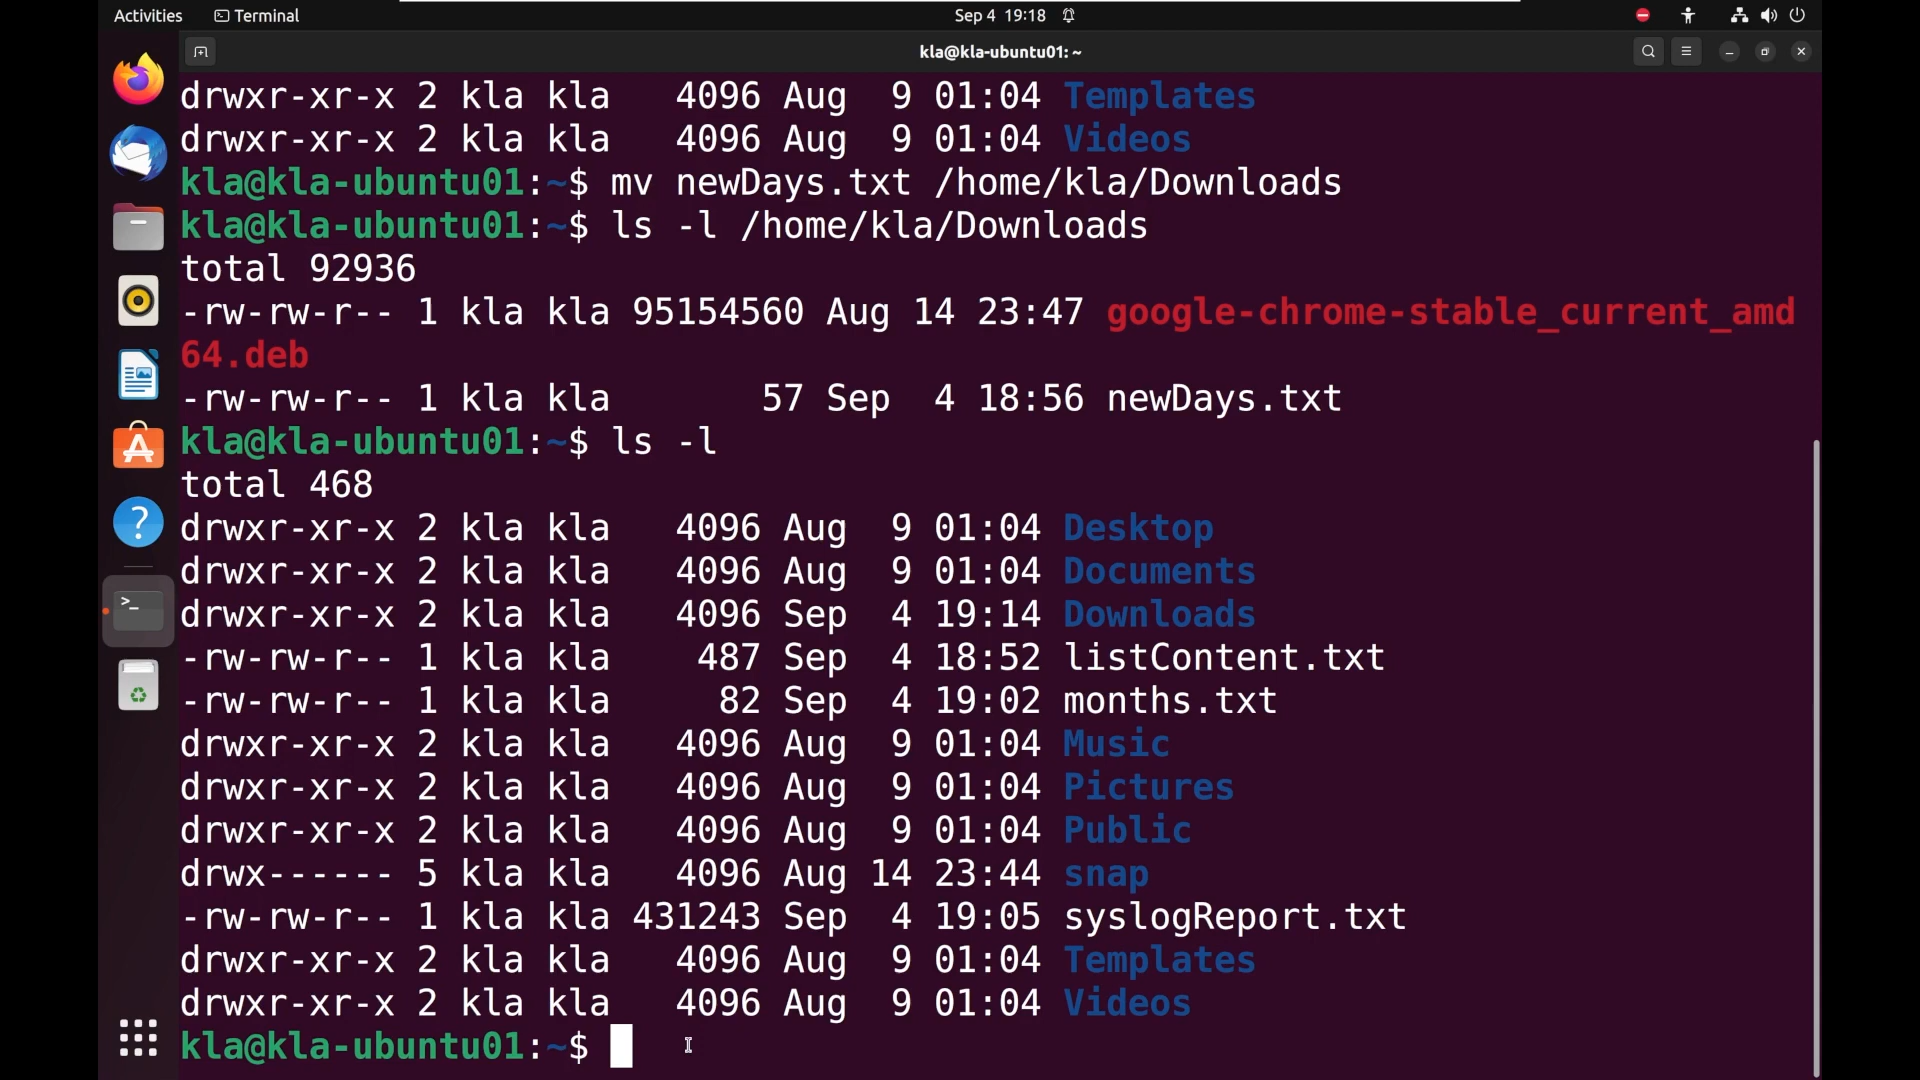 Activities Terminal Sep 4 19:18
kla@kla-ubuntu01: ~
drwxr-xr-x 2 kla kla   4096 Aug  9 01:04 Templates
drwxr-xr-x 2 kla kla   4096 Aug  9 01:04 Videos
kla@kla-ubuntu01:~$ mv newDays.txt /home/kla/Downloads
kla@kla-ubuntu01:~$ ls -l /home/kla/Downloads
total 92936
-rw-rw-r-- 1 kla kla 95154560 Aug 14 23:47 google-chrome-stable_current_amd
64.deb
-rw-rw-r-- 1 kla kla       57 Sep  4 18:56 newDays.txt
kla@kla-ubuntu01:~$ ls -l
total 468
drwxr-xr-x 2 kla kla   4096 Aug  9 01:04 Desktop
drwxr-xr-x 2 kla kla   4096 Aug  9 01:04 Documents
drwxr-xr-x 2 kla kla   4096 Sep  4 19:14 Downloads
-rw-rw-r-- 1 kla kla    487 Sep  4 18:52 listContent.txt
-rw-rw-r-- 1 kla kla     82 Sep  4 19:02 months.txt
drwxr-xr-x 2 kla kla   4096 Aug  9 01:04 Music
drwxr-xr-x 2 kla kla   4096 Aug  9 01:04 Pictures
drwxr-xr-x 2 kla kla   4096 Aug  9 01:04 Public
drwx------ 5 kla kla   4096 Aug 14 23:44 snap
-rw-rw-r-- 1 kla kla 431243 Sep  4 19:05 syslogReport.txt
drwxr-xr-x 2 kla kla   4096 Aug  9 01:04 Templates
drwxr-xr-x 2 kla kla   4096 Aug  9 01:04 Videos
kla@kla-ubuntu01:~$